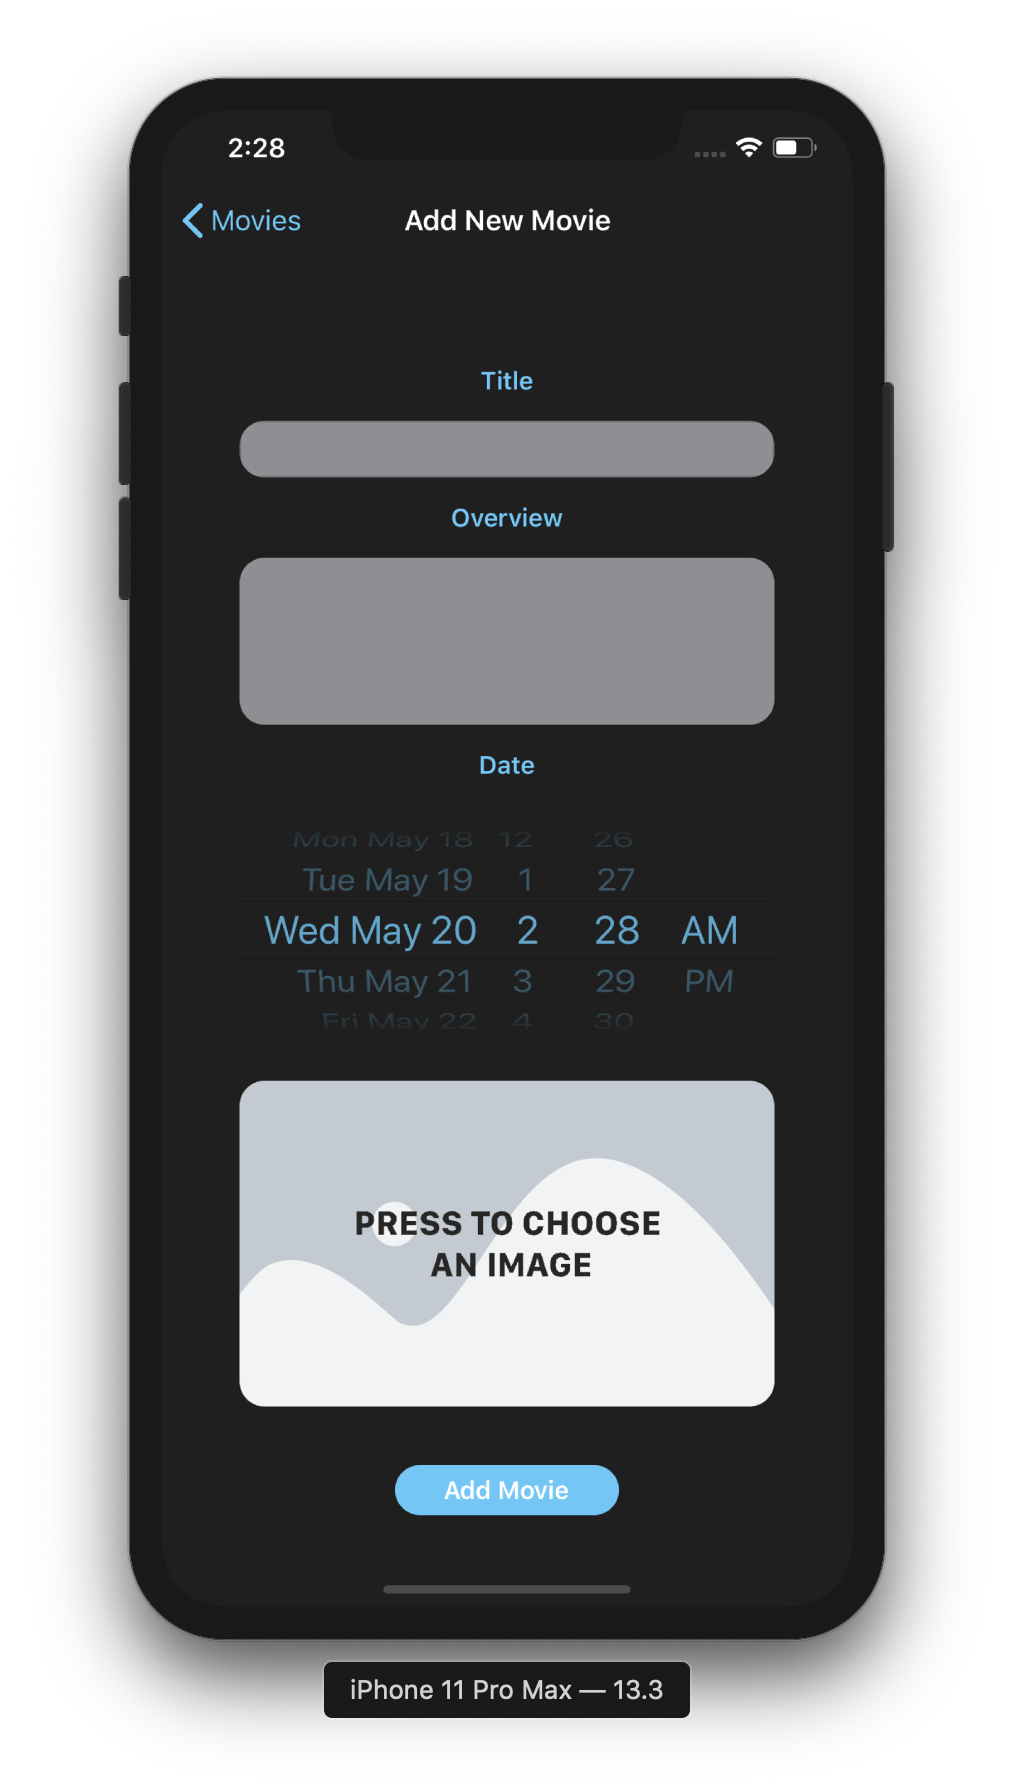 2:28
Movies
Add New Movie
Title
Overview
Date
Mon May 18 12 26
Tue May 19 1 27
Wed May 20 2 28 AM
Thu May 21 3 29 PM
Fri May 22 4 30
PRESS TO CHOOSE
AN IMAGE
Add Movie
iPhone 11 Pro Max — 13.3